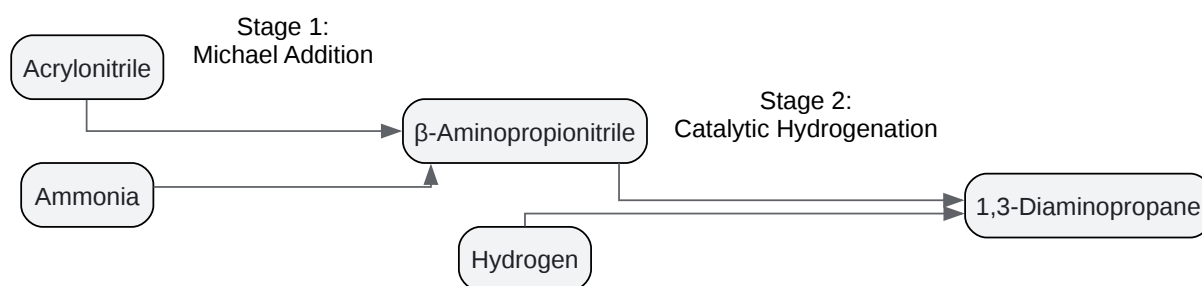 Stage 1:
Michael Addition
Acrylonitrile
Stage 2:
Catalytic Hydrogenation
β-Aminopropionitrile
Ammonia
1,3-Diaminopropane
Hydrogen